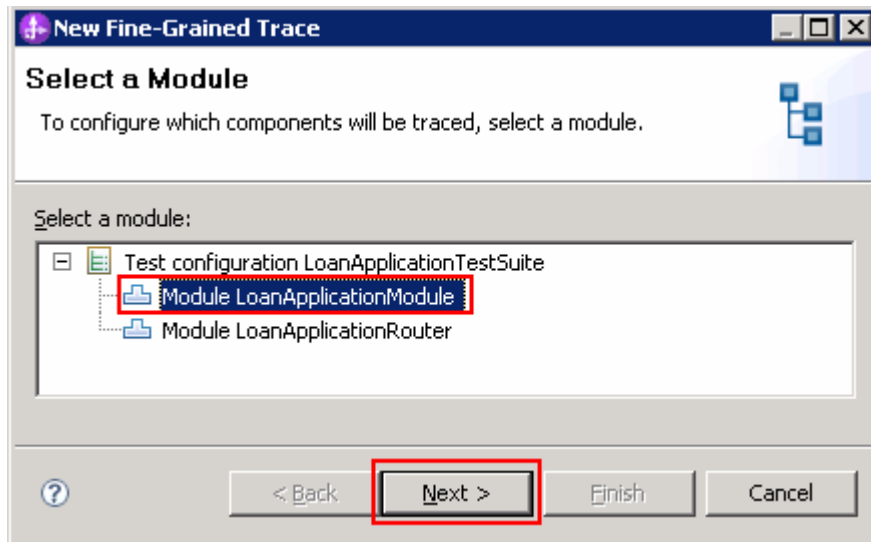 New Fine-Grained Trace
Select a Module
To configure which components will be traced, select a module.
Select a module:
Test configuration LoanApplicationTestSuite
Module LoanApplicationModule
Module LoanApplicationRouter
? < Back Next > Finish Cancel